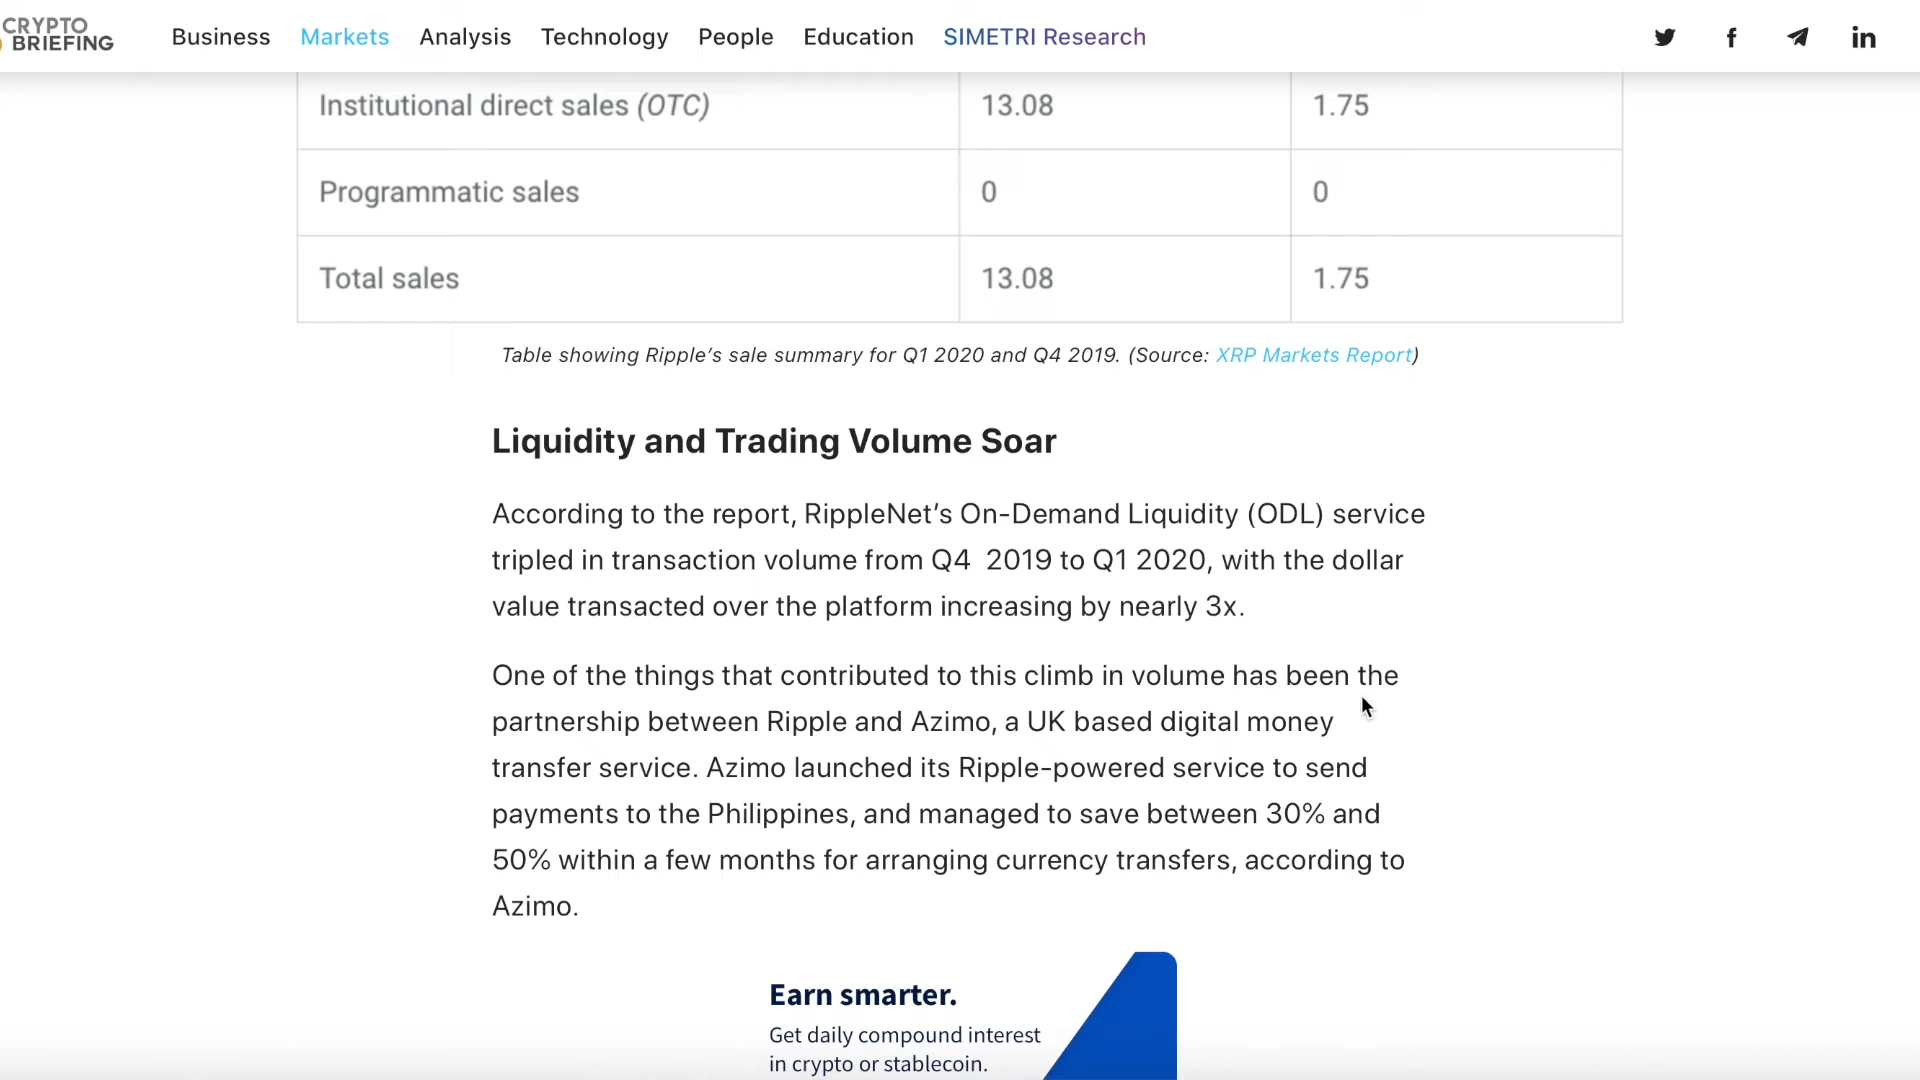 CRYPTO
BRIEFING
Business Markets Analysis Technology People Education SIMETRI Research
Institutional direct sales (OTC) 13.08 1.75
Programmatic sales 0 0
Total sales 13.08 1.75
Table showing Ripple’s sale summary for Q1 2020 and Q4 2019. (Source: XRP Markets Report)
Liquidity and Trading Volume Soar
According to the report, RippleNet’s On-Demand Liquidity (ODL) service
tripled in transaction volume from Q4  2019 to Q1 2020, with the dollar
value transacted over the platform increasing by nearly 3x.
One of the things that contributed to this climb in volume has been the
partnership between Ripple and Azimo, a UK based digital money
transfer service. Azimo launched its Ripple-powered service to send
payments to the Philippines, and managed to save between 30% and
50% within a few months for arranging currency transfers, according to
Azimo.
Earn smarter.
Get daily compound interest
in crypto or stablecoin.